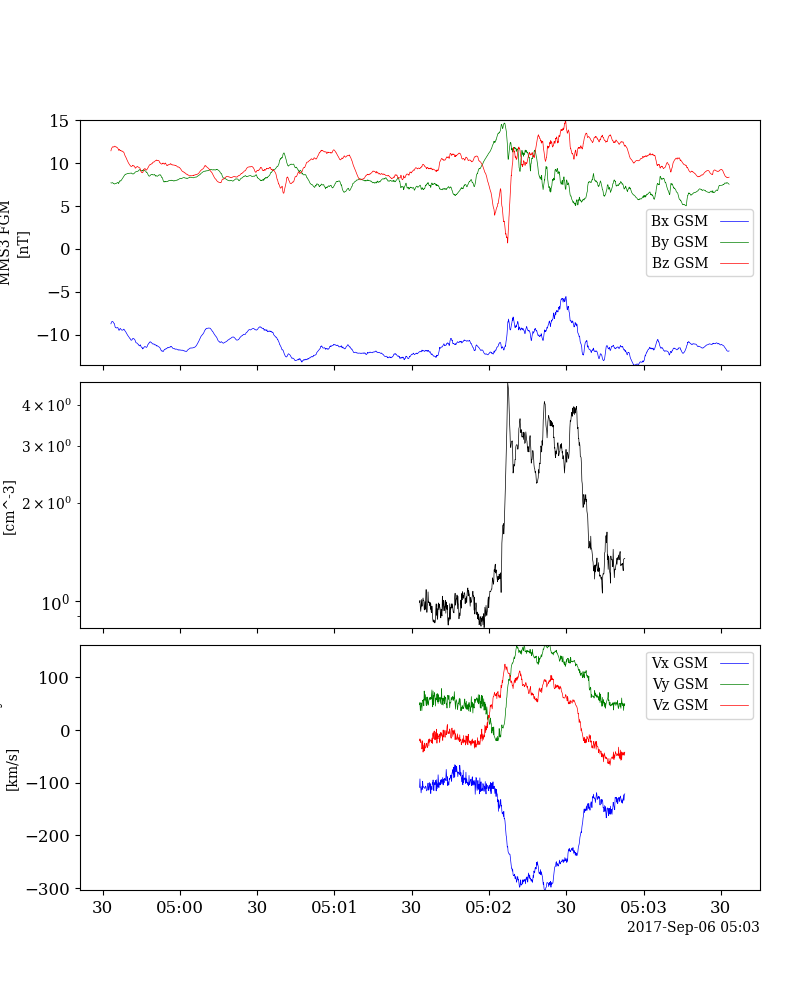 15
10
5
0
−5
−10
MMS3 FGM
[nT]
Bx GSM
By GSM
Bz GSM
4 × 10⁰
3 × 10⁰
2 × 10⁰
10⁰
[cm^-3]
100
0
−100
−200
−300
[km/s]
Vx GSM
Vy GSM
Vz GSM
30 05:00 30 05:01 30 05:02 30 05:03 30
2017-Sep-06 05:03